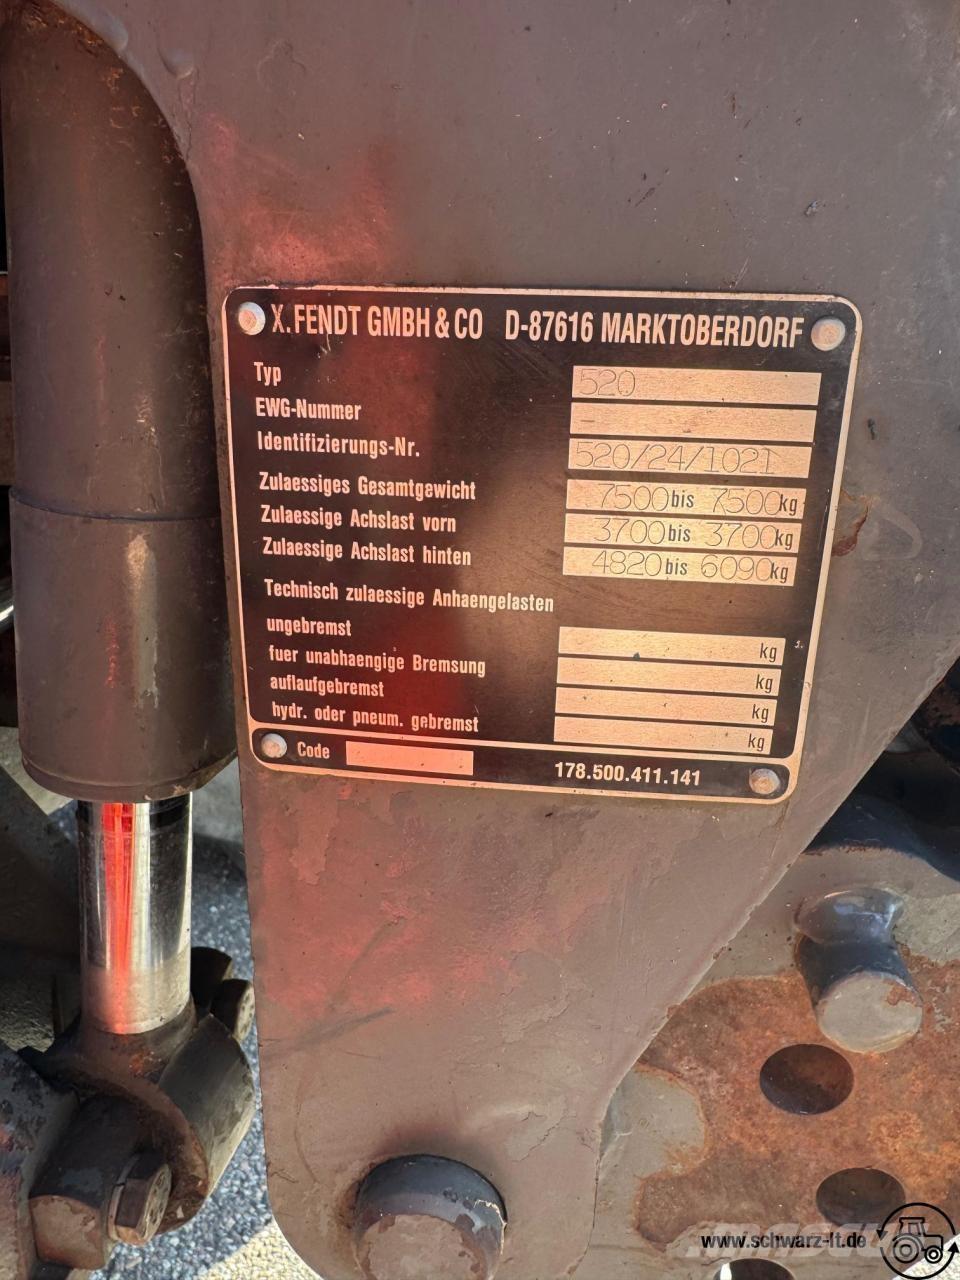 X.FENDT GMBH & CO D-87616 MARKTOBERDORF
Typ 520
EWG-Nummer -
Identifizierungs-Nr. 520/24/1021
Zulaessiges Gesamtgewicht 7500 bis 7500 kg
Zulaessige Achslast vorn 3700 bis 3700 kg
Zulaessige Achslast hinten 4820 bis 6090 kg
Technisch zulaessige Anhaengelasten
ungebremst kg
fuer unabhaengige Bremsung kg
auflaufgebremst kg
hydr. oder pneum. gebremst kg
Code 178.500.411.141
www.schwarz-lt.de